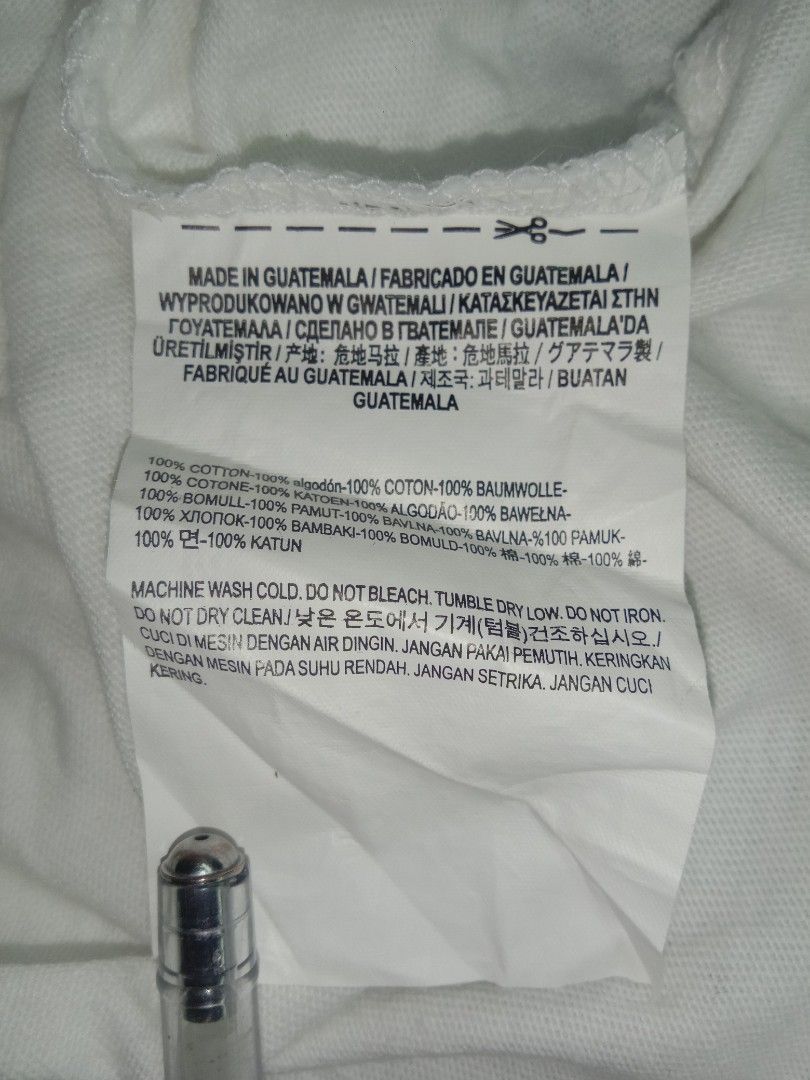 MADE IN GUATEMALA / FABRICADO EN GUATEMALA /
WYPRODUKOWANO W GWATEMALI / ΚΑΤΑΣΚΕΥΑΖΕΤΑΙ ΣΤΗΝ
ΓΟΥΑΤΕΜΑΛΑ / СДЕЛАНО В ГВАТЕМАЛЕ / GUATEMALA'DA
ÜRETİLMİŞTİR / 产地: 危地马拉 / 產地: 危地馬拉 / グアテマラ製 /
FABRIQUÉ AU GUATEMALA / 제조국: 과테말라 / BUATAN
GUATEMALA
100% COTTON-100% algodón-100% COTON-100% BAUMWOLLE-
100% COTONE-100% KATOEN-100% ALGODÃO-100% BAWEŁNA-
100% BOMULL-100% PAMUT-100% BAVLNA-100% BAVLNA-%100 PAMUK-
100% ХЛОПОК-100% ΒΑΜΒΑΚΙ-100% BOMULD-100% 棉-100% 棉-100% 綿-
100% 면-100% KATUN
MACHINE WASH COLD. DO NOT BLEACH. TUMBLE DRY LOW. DO NOT IRON.
DO NOT DRY CLEAN./ 낮은 온도에서 기계(텀블)건조하십시오./
CUCI DI MESIN DENGAN AIR DINGIN. JANGAN PAKAI PEMUTIH. KERINGKAN
DENGAN MESIN PADA SUHU RENDAH. JANGAN SETRIKA. JANGAN CUCI
KERING.